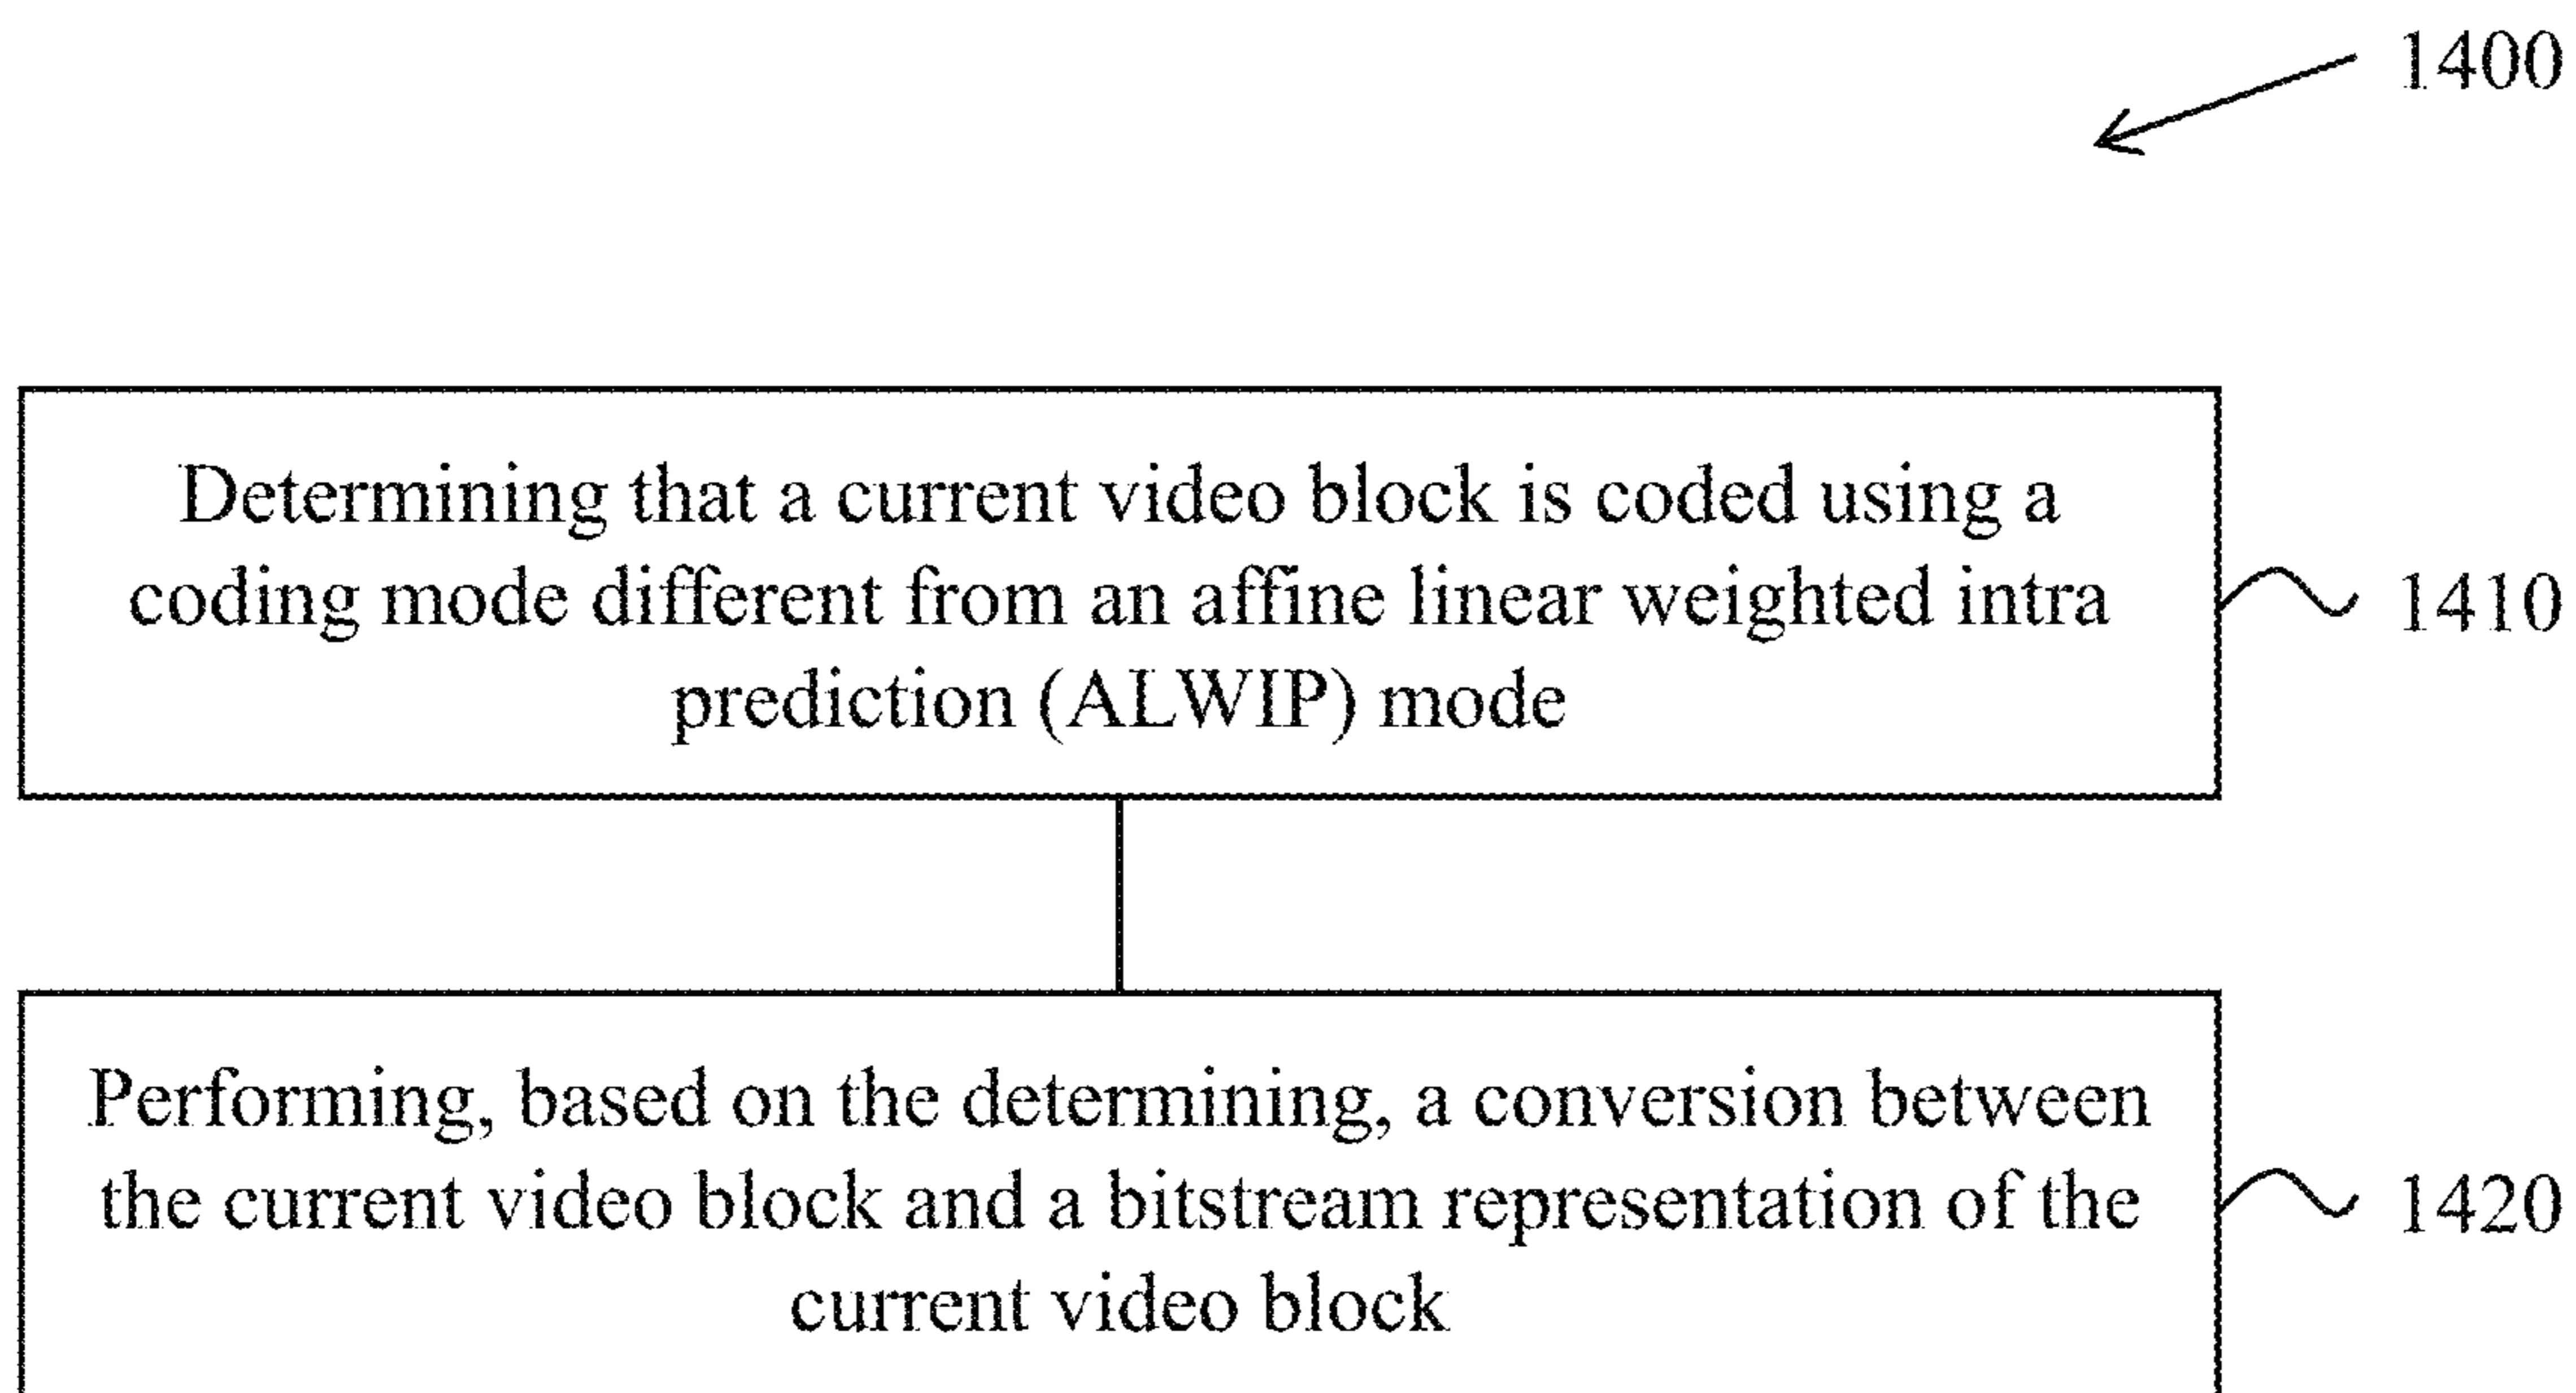 1400
Determining that a current video block is coded using a
coding mode different from an affine linear weighted intra
prediction (ALWIP) mode
1410
Performing, based on the determining, a conversion between
the current video block and a bitstream representation of the
current video block
1420